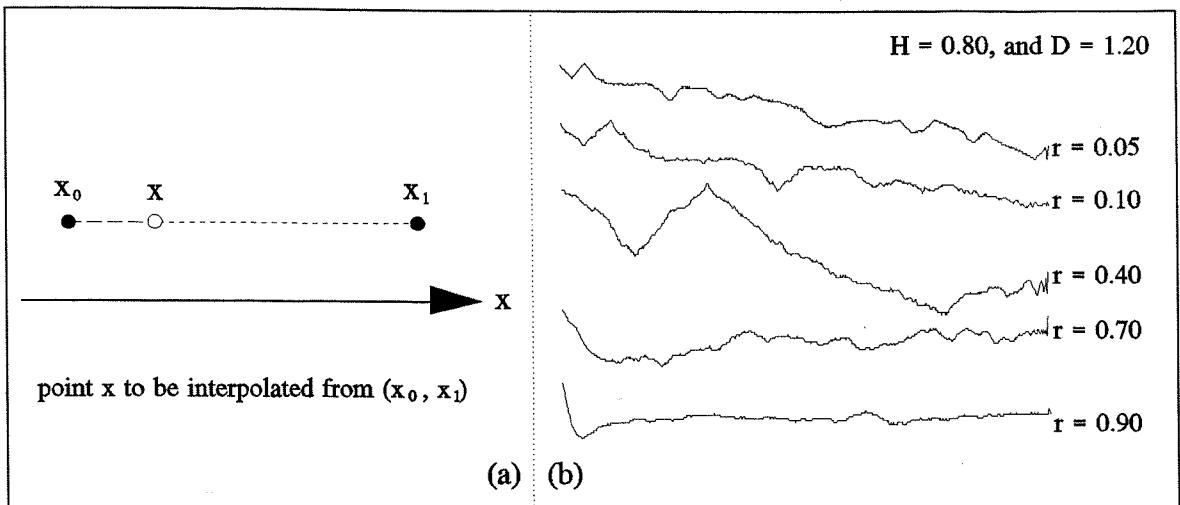 x₀ x x₁
x
point x to be interpolated from (x₀, x₁)
(a)
H = 0.80, and D = 1.20
r = 0.05
r = 0.10
r = 0.40
r = 0.70
r = 0.90
(b)